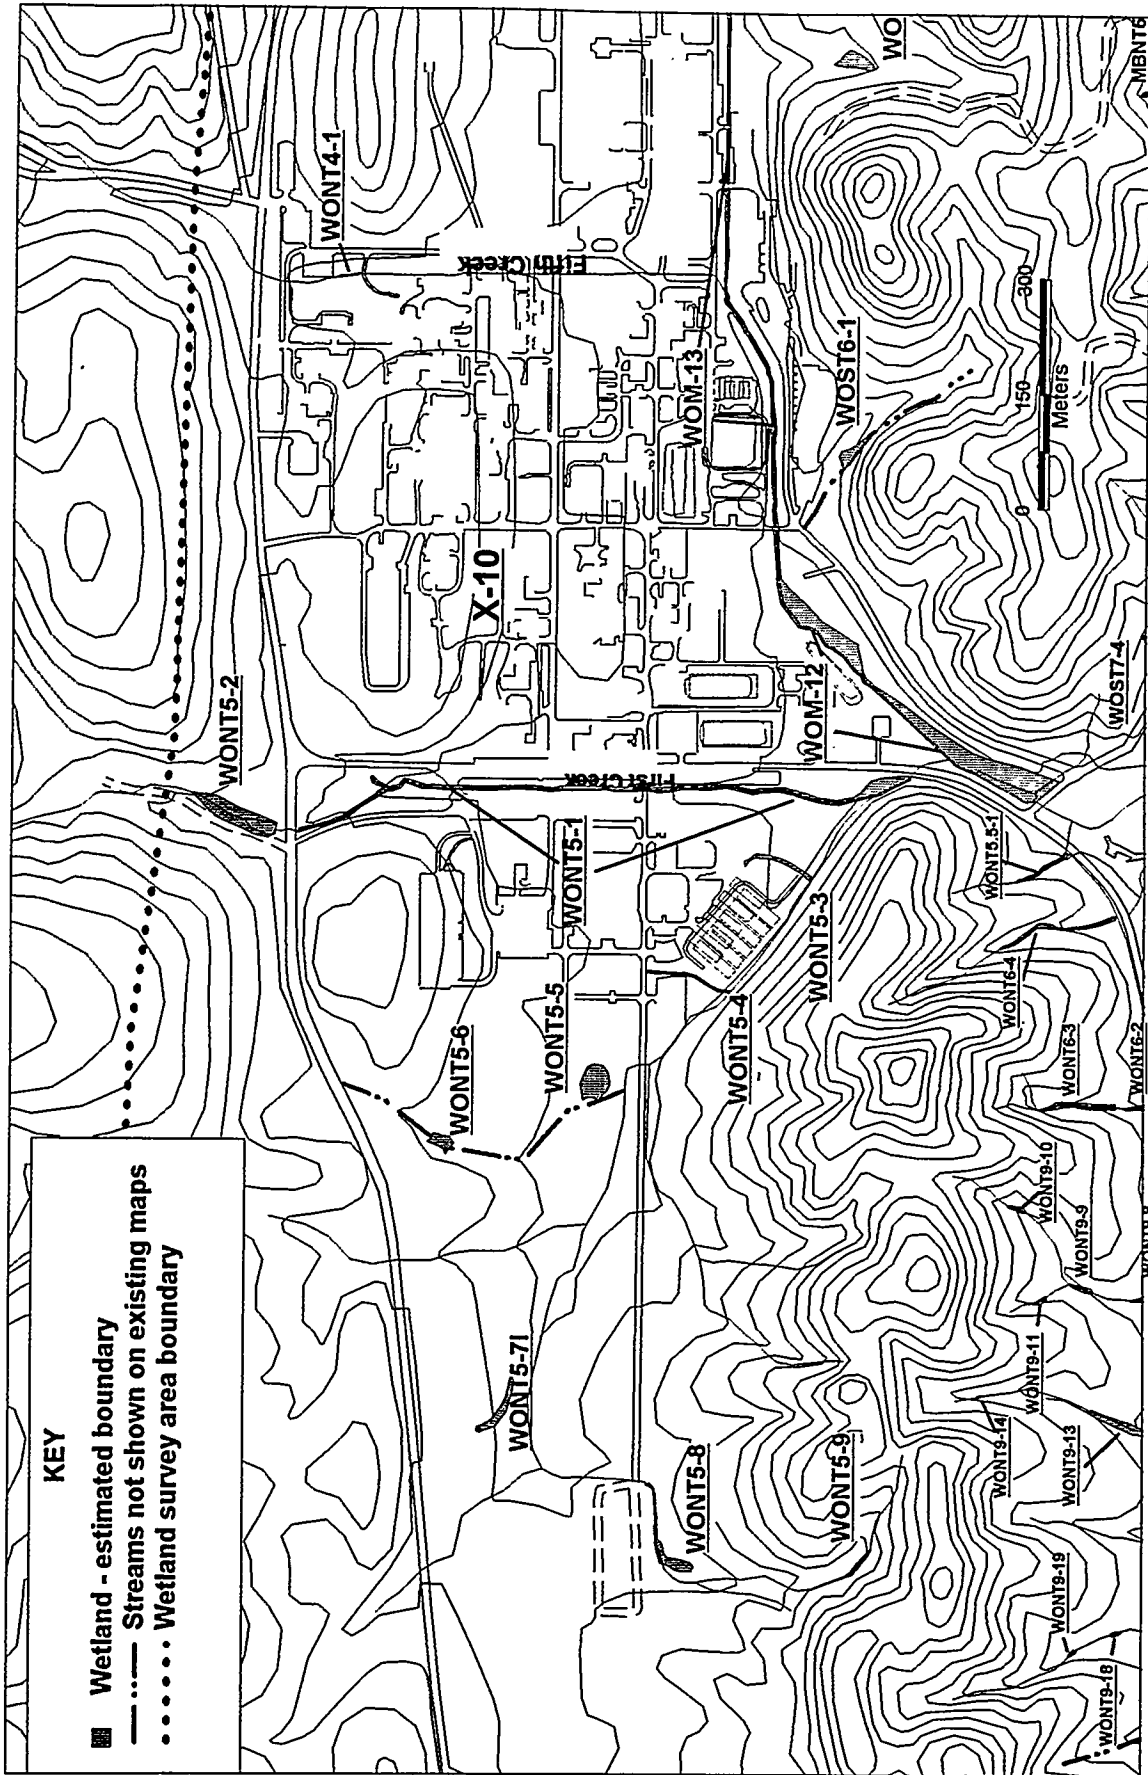 KEY
Wetland - estimated boundary
Streams not shown on existing maps
Wetland survey area boundary
WONT5-2
WONT4-1
Fifth Creek
X-10
WOM-13
WOST6-1
WO
MBNT6
0 150 300
Meters
WOM-12
WOST7-4
First Creek
WONT5-1
WONT5.5-1
WONT5-3
WONT5-4
WONT5-5
WONT5-6
WONT6-4
WONT6-3
WONT6-2
WONT5-7I
WONT5-8
WONT5-9
WONT9-10
WONT9-9
WONT9-11
WONT9-14
WONT9-13
WONT9-19
WONT9-18